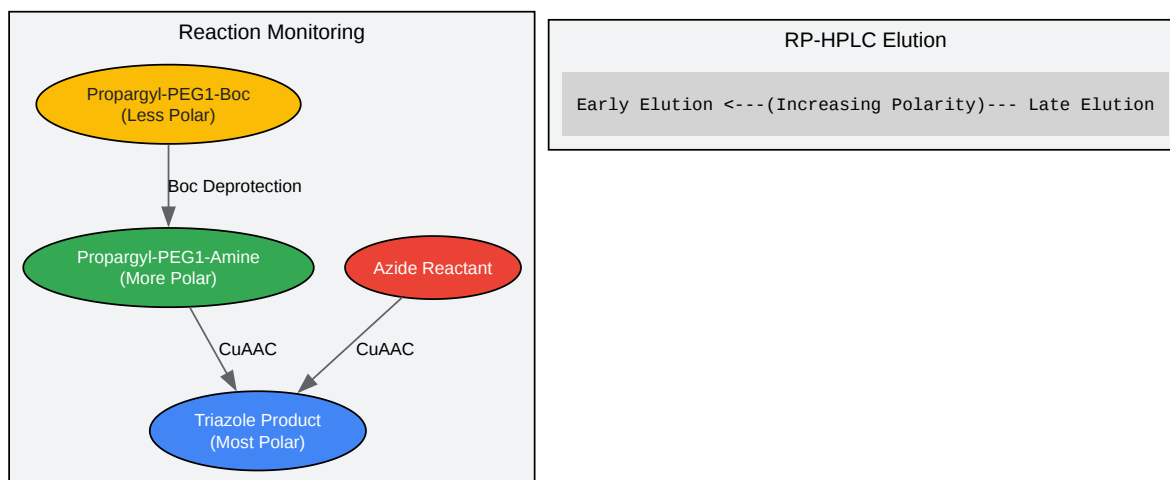 Reaction Monitoring
Propargyl-PEG1-Boc
(Less Polar)
Boc Deprotection
Propargyl-PEG1-Amine
(More Polar)
Azide Reactant
CuAAC
CuAAC
Triazole Product
(Most Polar)
RP-HPLC Elution
Early Elution <---(Increasing Polarity)--- Late Elution